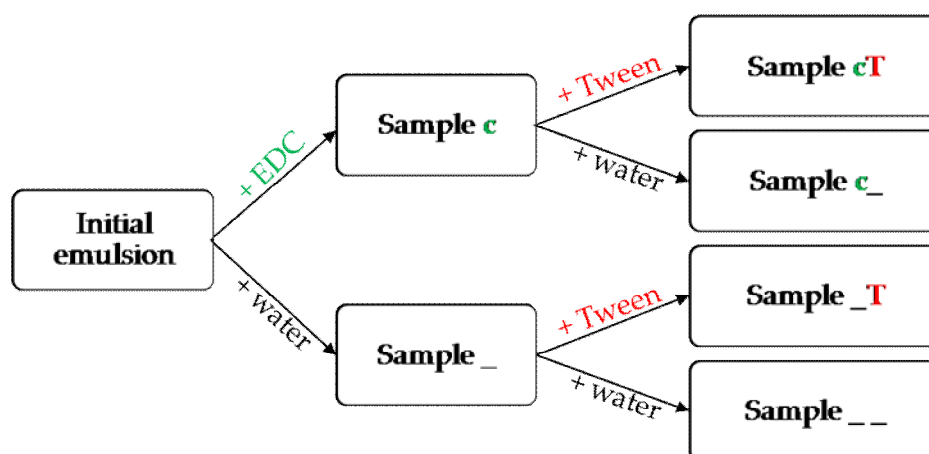 Initial
emulsion
+ EDC
+ water
Sample c
Sample _
+ Tween
+ water
+ Tween
+ water
Sample cT
Sample c_
Sample _T
Sample _ _